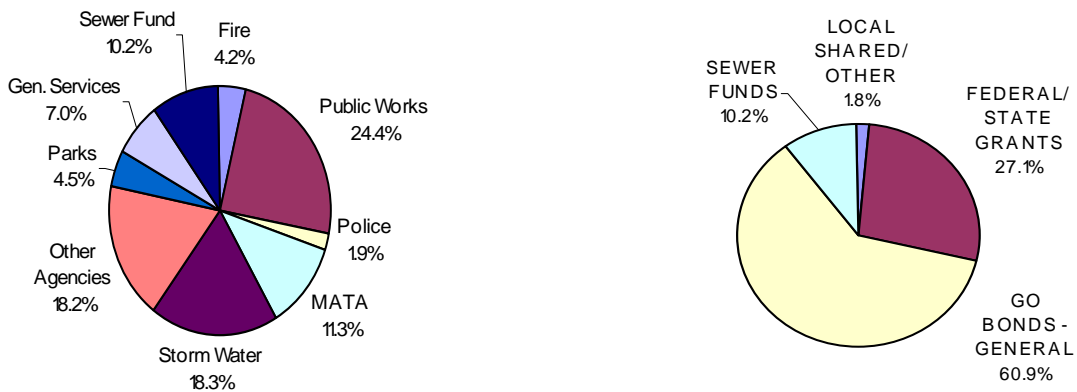 Sewer Fund
10.2%
Fire
4.2%
Gen. Services
7.0%
Public Works
24.4%
Parks
4.5%
Police
1.9%
Other
Agencies
18.2%
MATA
11.3%
Storm Water
18.3%
LOCAL
SHARED/
OTHER
1.8%
SEWER
FUNDS
10.2%
FEDERAL/
STATE
GRANTS
27.1%
GO
BONDS -
GENERAL
60.9%